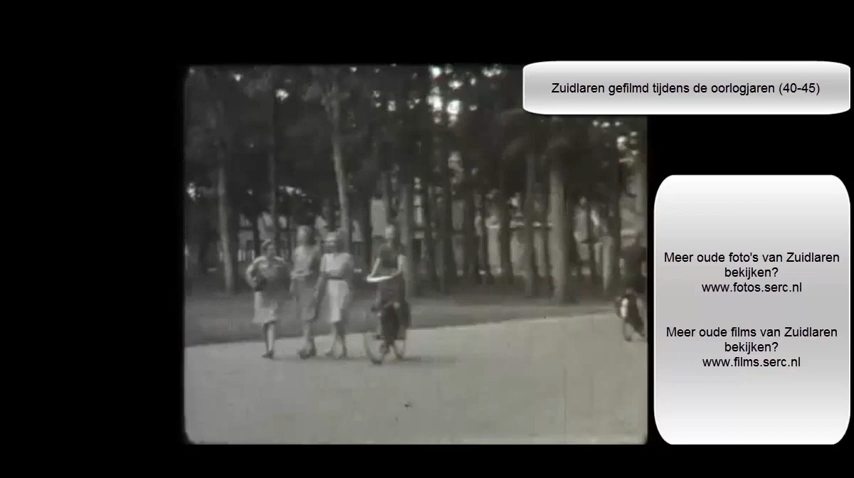 Zuidlaren gefilmd tijdens de oorlogjaren (40-45)
Meer oude foto's van Zuidlaren
bekijken?
www.fotos.serc.nl
Meer oude films van Zuidlaren
bekijken?
www.films.serc.nl